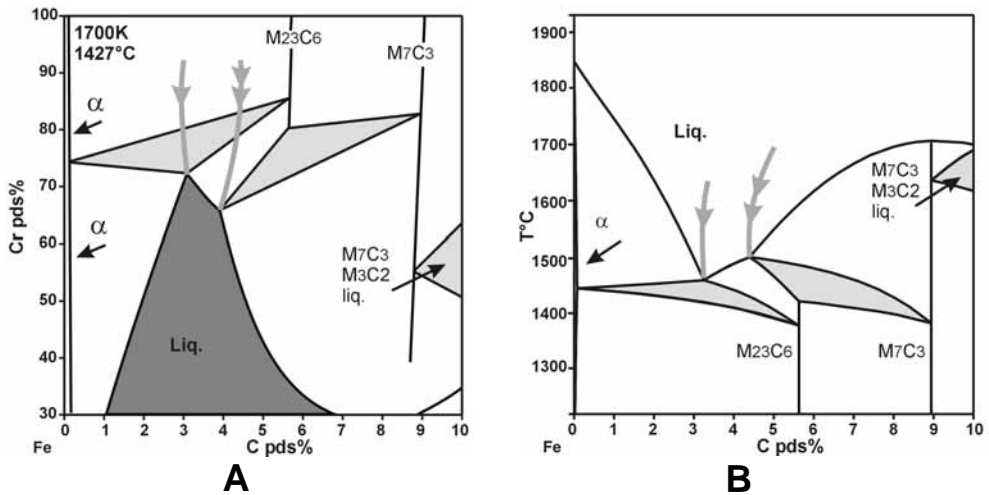 100
90
80
70
60
50
40
30
Cr pds%
1700K
1427°C
M23C6
M7C3
α
α
M7C3
M3C2
liq.
Liq.
0 1 2 3 4 5 6 7 8 9 10
Fe
C pds%
A
1900
1800
1700
1600
1500
1400
1300
T°C
Liq.
α
M7C3
M3C2
liq.
M23C6
M7C3
0 1 2 3 4 5 6 7 8 9 10
Fe
C pds%
B